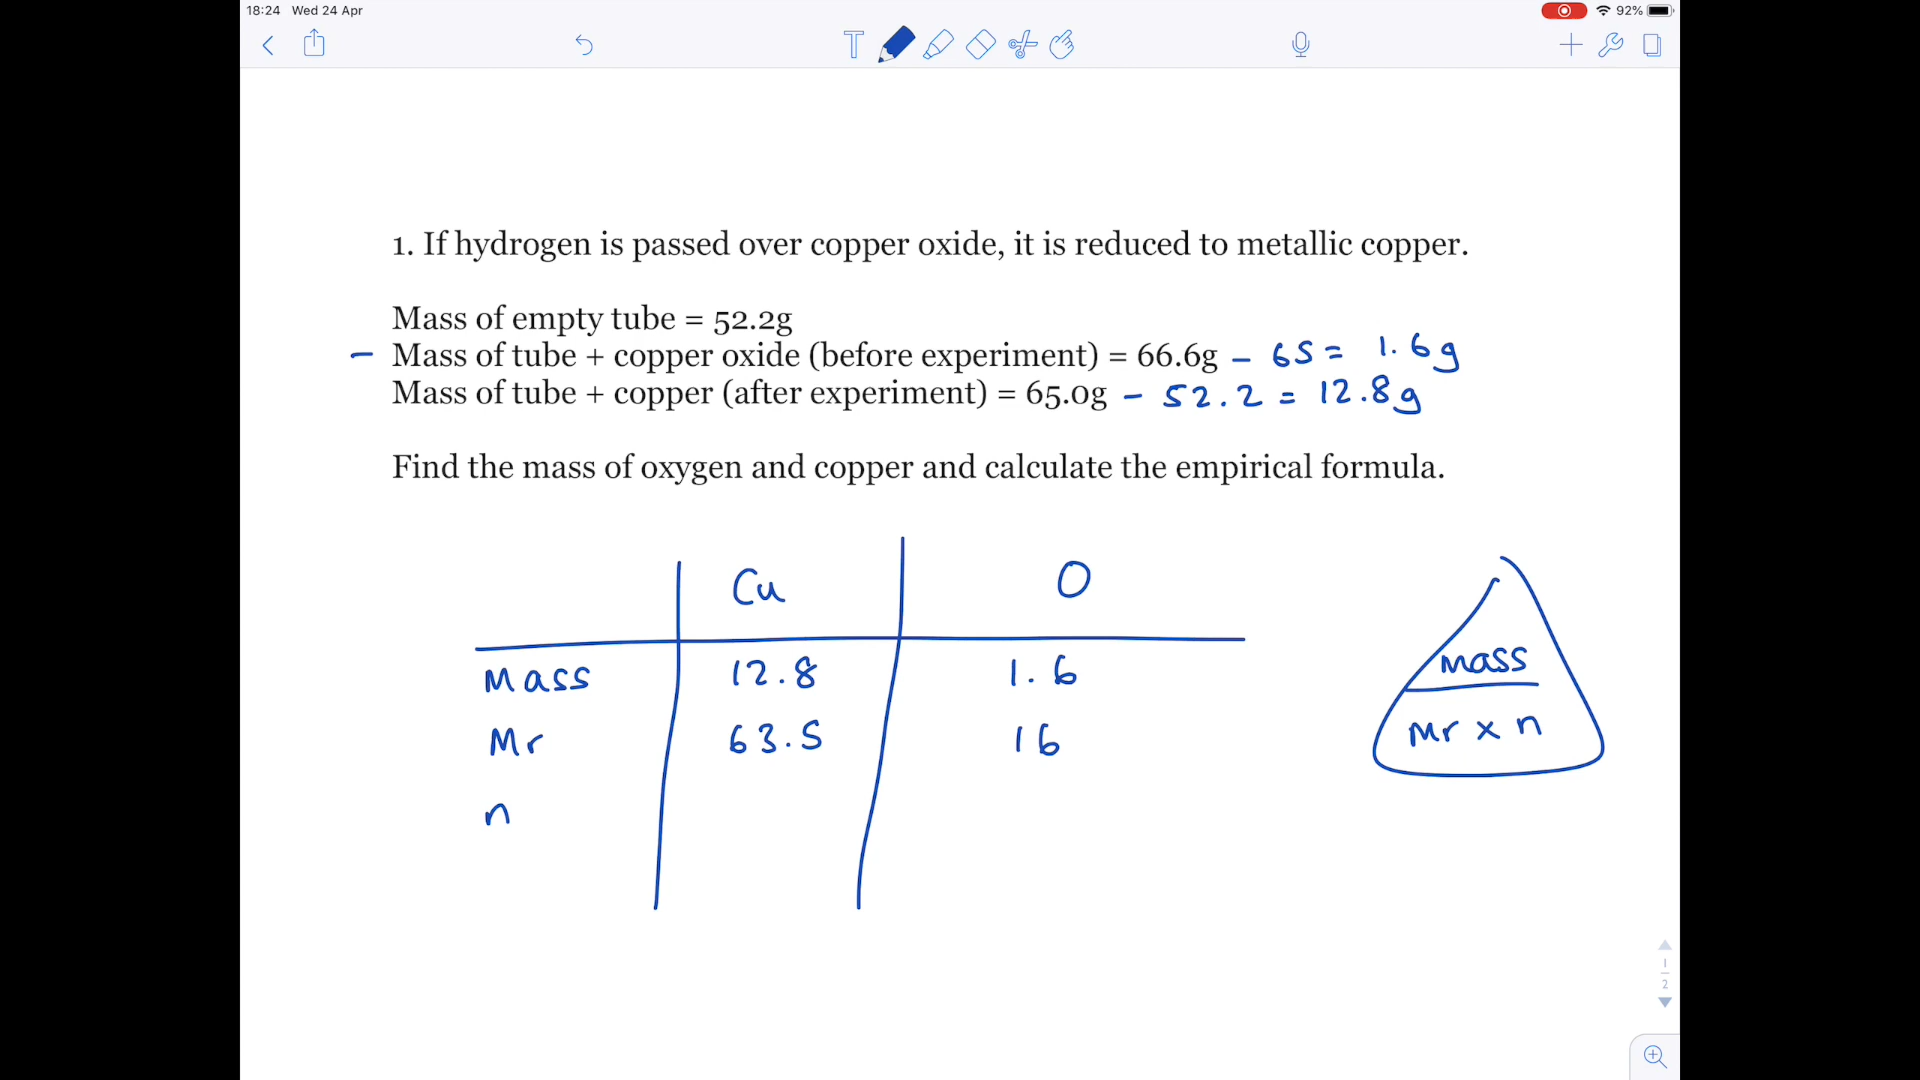 18:24 Wed 24 Apr
92%
T
1. If hydrogen is passed over copper oxide, it is reduced to metallic copper.
Mass of empty tube = 52.2g
- Mass of tube + copper oxide (before experiment) = 66.6g - 65 = 1.6g
Mass of tube + copper (after experiment) = 65.0g - 52.2 = 12.8g
Find the mass of oxygen and copper and calculate the empirical formula.
Cu O
Mass 12.8 1.6
Mr 63.5 16
n
mass
Mr x n
1
2